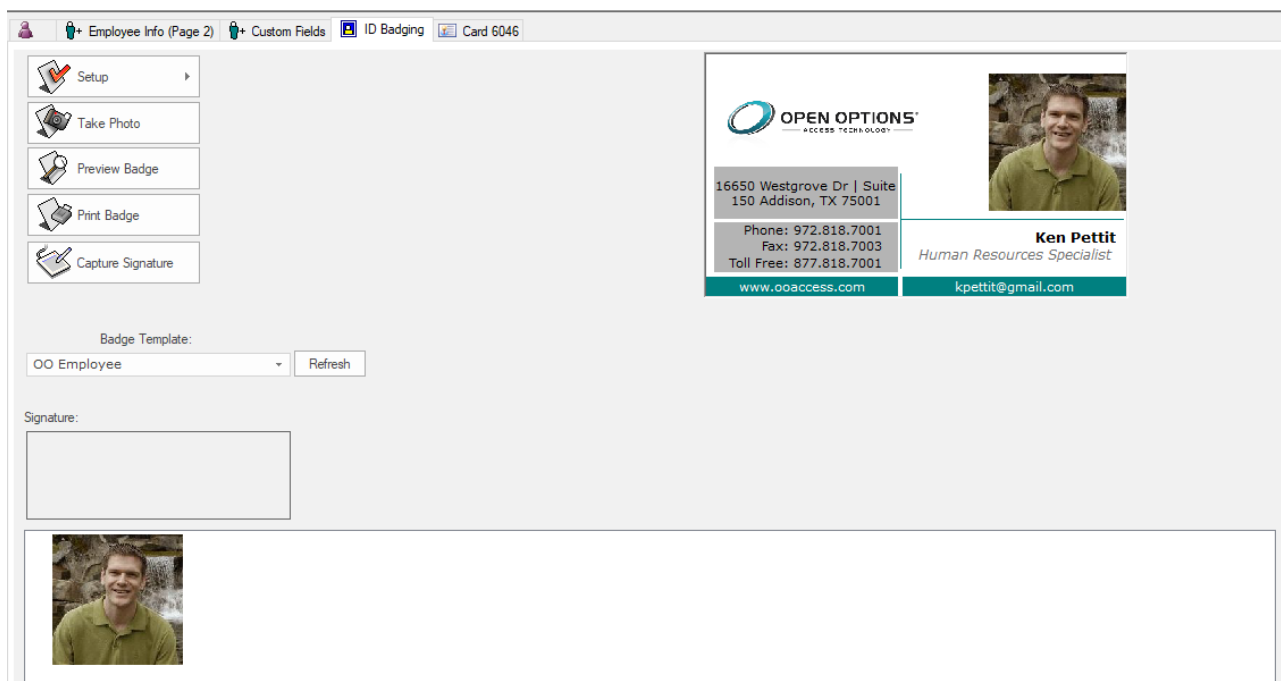 Employee Info (Page 2)
Custom Fields
ID Badging
Card 6046
Setup
Take Photo
Preview Badge
Print Badge
Capture Signature
Badge Template:
OO Employee
Refresh
Signature:
OPEN OPTIONS®
ACCESS TECHNOLOGY
16650 Westgrove Dr | Suite
150 Addison, TX 75001
Phone: 972.818.7001
Fax: 972.818.7003
Toll Free: 877.818.7001
www.ooaccess.com
Ken Pettit
Human Resources Specialist
kpettit@gmail.com